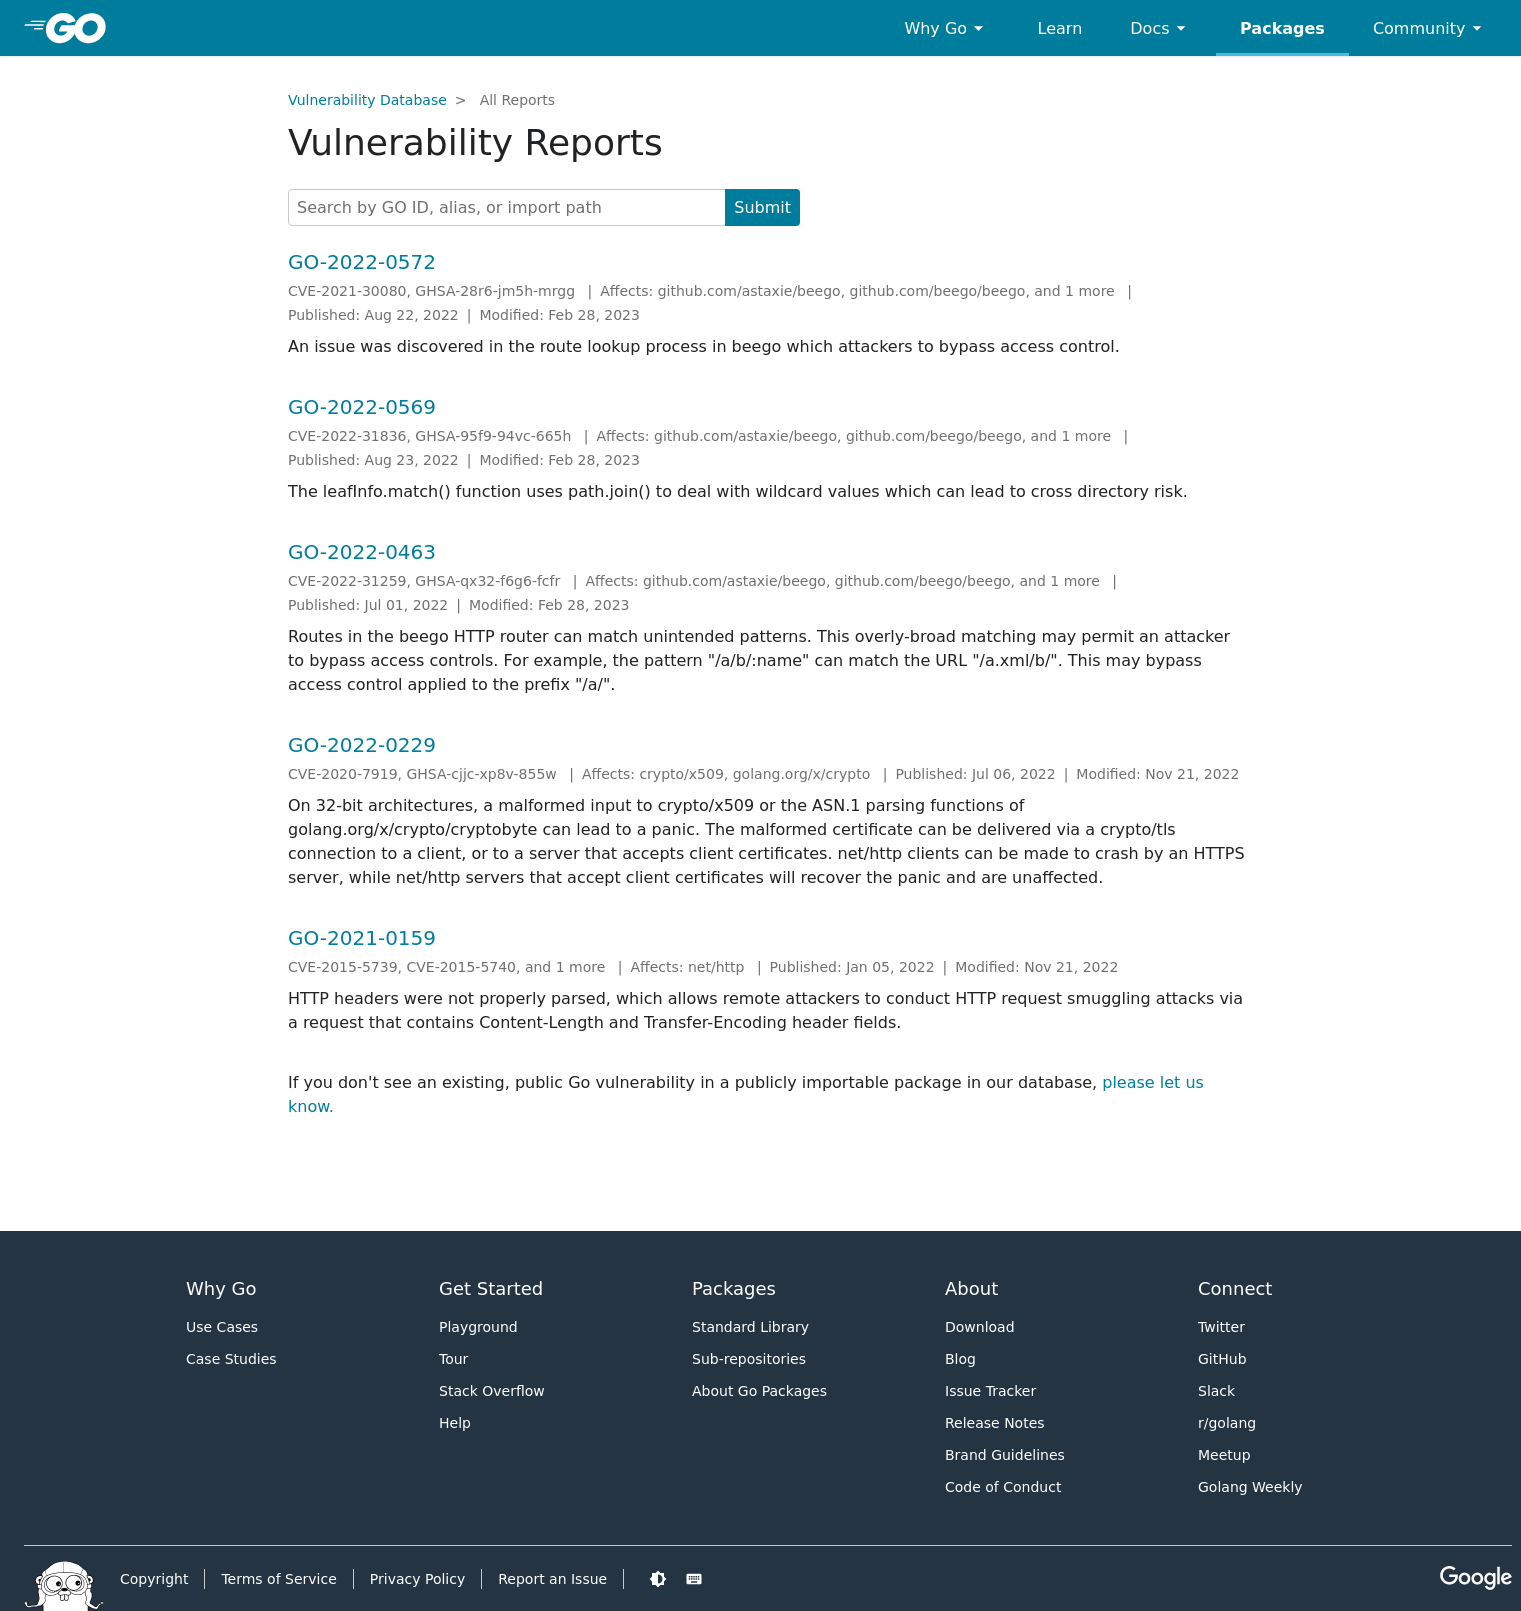 GO
Why Go
Learn
Docs
Packages
Community
Vulnerability Database > All Reports
Vulnerability Reports
Search by GO ID, alias, or import path
Submit
GO-2022-0572
CVE-2021-30080, GHSA-28r6-jm5h-mrgg | Affects: github.com/astaxie/beego, github.com/beego/beego, and 1 more |
Published: Aug 22, 2022 | Modified: Feb 28, 2023
An issue was discovered in the route lookup process in beego which attackers to bypass access control.
GO-2022-0569
CVE-2022-31836, GHSA-95f9-94vc-665h | Affects: github.com/astaxie/beego, github.com/beego/beego, and 1 more |
Published: Aug 23, 2022 | Modified: Feb 28, 2023
The leafInfo.match() function uses path.join() to deal with wildcard values which can lead to cross directory risk.
GO-2022-0463
CVE-2022-31259, GHSA-qx32-f6g6-fcfr | Affects: github.com/astaxie/beego, github.com/beego/beego, and 1 more |
Published: Jul 01, 2022 | Modified: Feb 28, 2023
Routes in the beego HTTP router can match unintended patterns. This overly-broad matching may permit an attacker
to bypass access controls. For example, the pattern "/a/b/:name" can match the URL "/a.xml/b/". This may bypass
access control applied to the prefix "/a/".
GO-2022-0229
CVE-2020-7919, GHSA-cjjc-xp8v-855w | Affects: crypto/x509, golang.org/x/crypto | Published: Jul 06, 2022 | Modified: Nov 21, 2022
On 32-bit architectures, a malformed input to crypto/x509 or the ASN.1 parsing functions of
golang.org/x/crypto/cryptobyte can lead to a panic. The malformed certificate can be delivered via a crypto/tls
connection to a client, or to a server that accepts client certificates. net/http clients can be made to crash by an HTTPS
server, while net/http servers that accept client certificates will recover the panic and are unaffected.
GO-2021-0159
CVE-2015-5739, CVE-2015-5740, and 1 more | Affects: net/http | Published: Jan 05, 2022 | Modified: Nov 21, 2022
HTTP headers were not properly parsed, which allows remote attackers to conduct HTTP request smuggling attacks via
a request that contains Content-Length and Transfer-Encoding header fields.
If you don't see an existing, public Go vulnerability in a publicly importable package in our database, please let us
know.
Why Go
Use Cases
Case Studies
Get Started
Playground
Tour
Stack Overflow
Help
Packages
Standard Library
Sub-repositories
About Go Packages
About
Download
Blog
Issue Tracker
Release Notes
Brand Guidelines
Code of Conduct
Connect
Twitter
GitHub
Slack
r/golang
Meetup
Golang Weekly
Copyright
Terms of Service
Privacy Policy
Report an Issue
Google